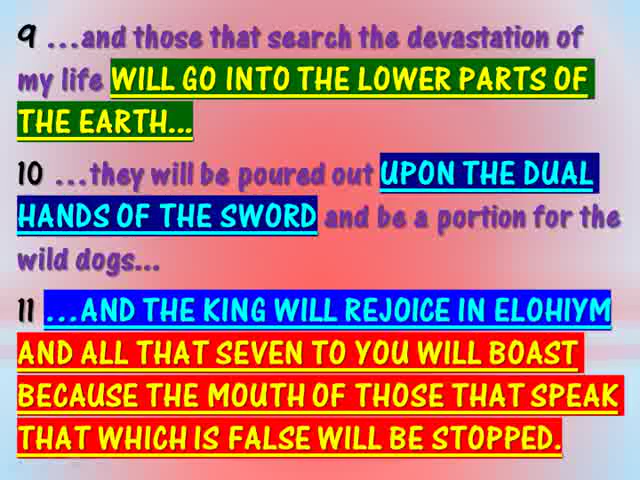 9 ...and those that search the devastation of
my life WILL GO INTO THE LOWER PARTS OF
THE EARTH...
10 ...they will be poured out UPON THE DUAL
HANDS OF THE SWORD and be a portion for the
wild dogs...
11 ...AND THE KING WILL REJOICE IN ELOHIYM
AND ALL THAT SEVEN TO YOU WILL BOAST
BECAUSE THE MOUTH OF THOSE THAT SPEAK
THAT WHICH IS FALSE WILL BE STOPPED.